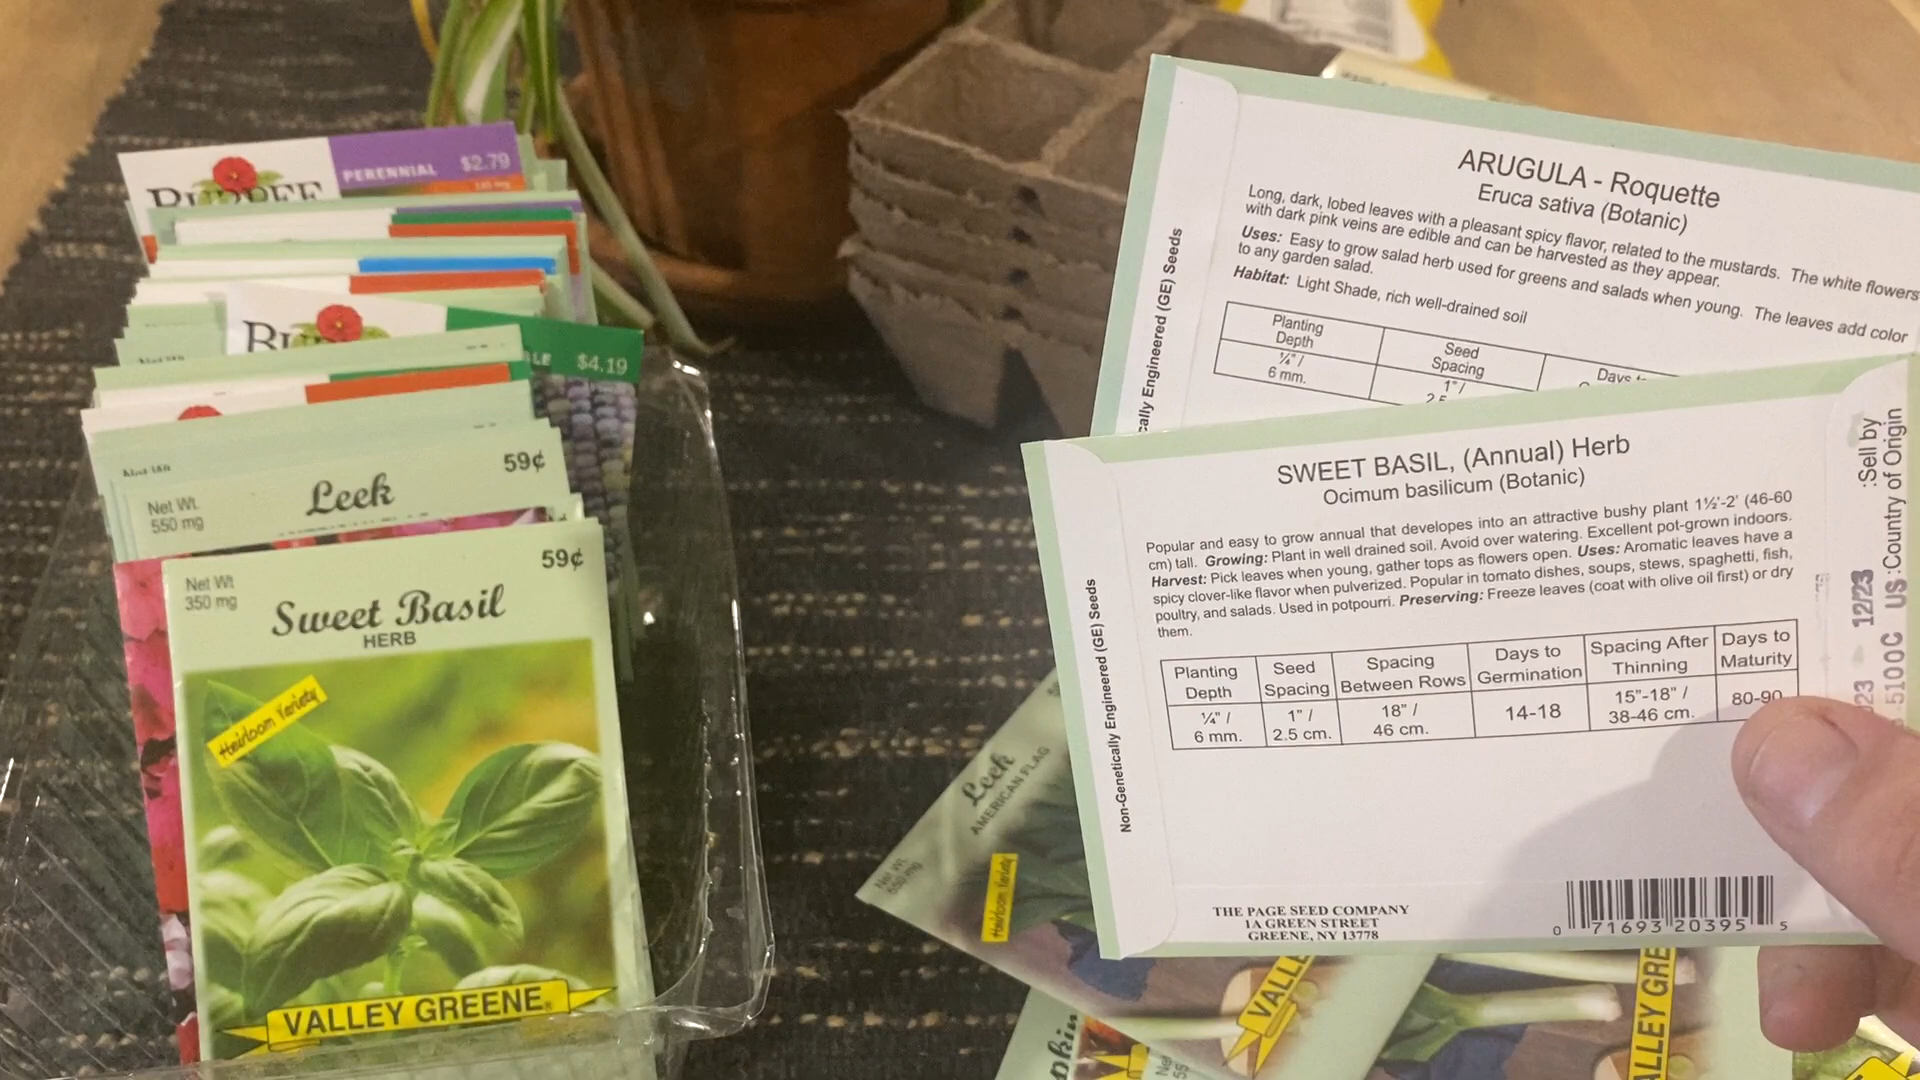 PERENNIAL $2.79
BURPEE
$4.19
59¢
Net Wt.
550 mg
Leek
59¢
Net Wt
350 mg
Sweet Basil
HERB
Heirloom Variety
VALLEY GREENE
ARUGULA - Roquette
Eruca sativa (Botanic)
Long, dark, lobed leaves with a pleasant spicy flavor, related to the mustards. The white flowers
with dark pink veins are edible and can be harvested as they appear.
Uses: Easy to grow salad herb used for greens and salads when young. The leaves add color
to any garden salad.
Habitat: Light Shade, rich well-drained soil
Planting
Depth
Seed
Spacing
Days
¼" /
6 mm.
1" /
Engineered (GE) Seeds
SWEET BASIL, (Annual) Herb
Ocimum basilicum (Botanic)
Popular and easy to grow annual that developes into an attractive bushy plant 1½'-2' (46-60
cm) tall. Growing: Plant in well drained soil. Avoid over watering. Excellent pot-grown indoors.
Harvest: Pick leaves when young, gather tops as flowers open. Uses: Aromatic leaves have a
spicy clover-like flavor when pulverized. Popular in tomato dishes, soups, stews, spaghetti, fish,
poultry, and salads. Used in potpourri. Preserving: Freeze leaves (coat with olive oil first) or dry
them.
Planting
Depth
Seed
Spacing
Spacing
Between Rows
Days to
Germination
Spacing After
Thinning
Days to
Maturity
¼" /
6 mm.
1" /
2.5 cm.
18" /
46 cm.
14-18
15"-18" /
38-46 cm.
80-90
Non-Genetically Engineered (GE) Seeds
:Sell by
12/23
:Country of Origin
US
5100C
THE PAGE SEED COMPANY
1A GREEN STREET
GREENE, NY 13778
0 71693 20395 5
Leek
AMERICAN FLAG
Net Wt.
550 mg
Heirloom Variety